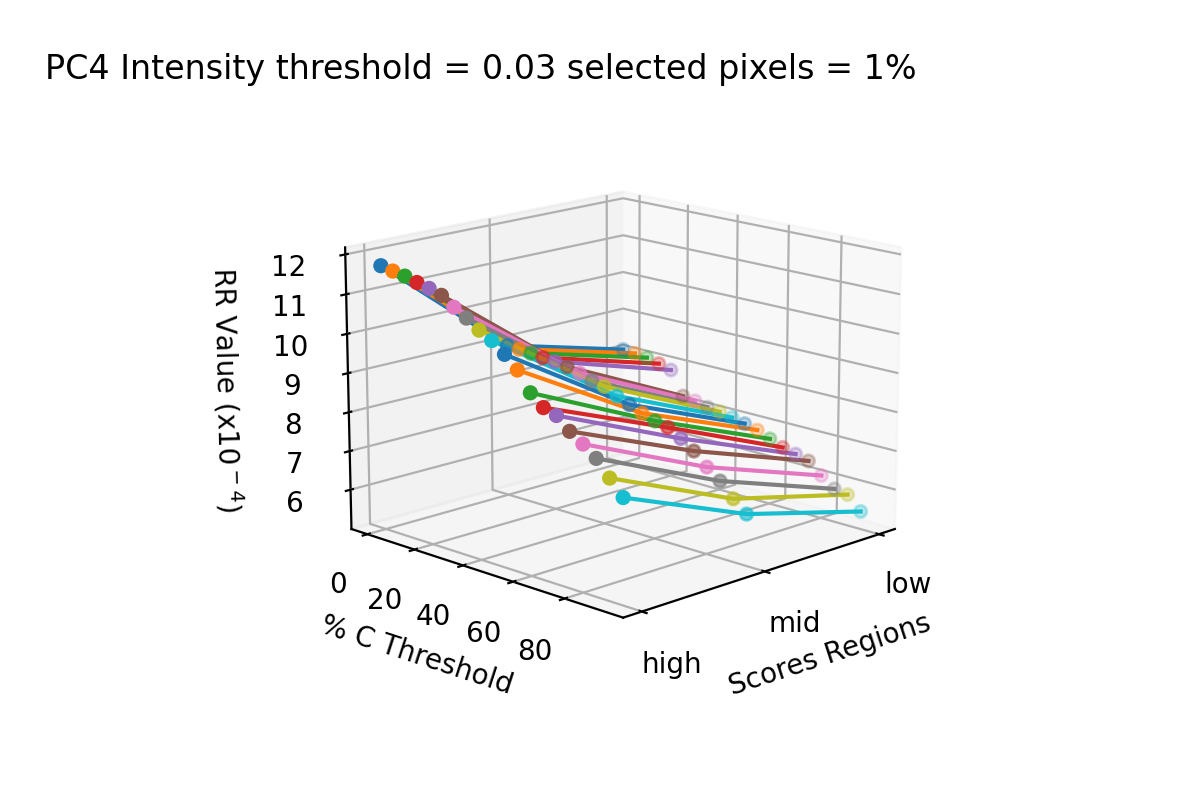 PC4 Intensity threshold = 0.03 selected pixels = 1%
RR Value (x10⁻⁴)
12
11
10
9
8
7
6
0
20
40
60
80
% C Threshold
high
mid
low
Scores Regions